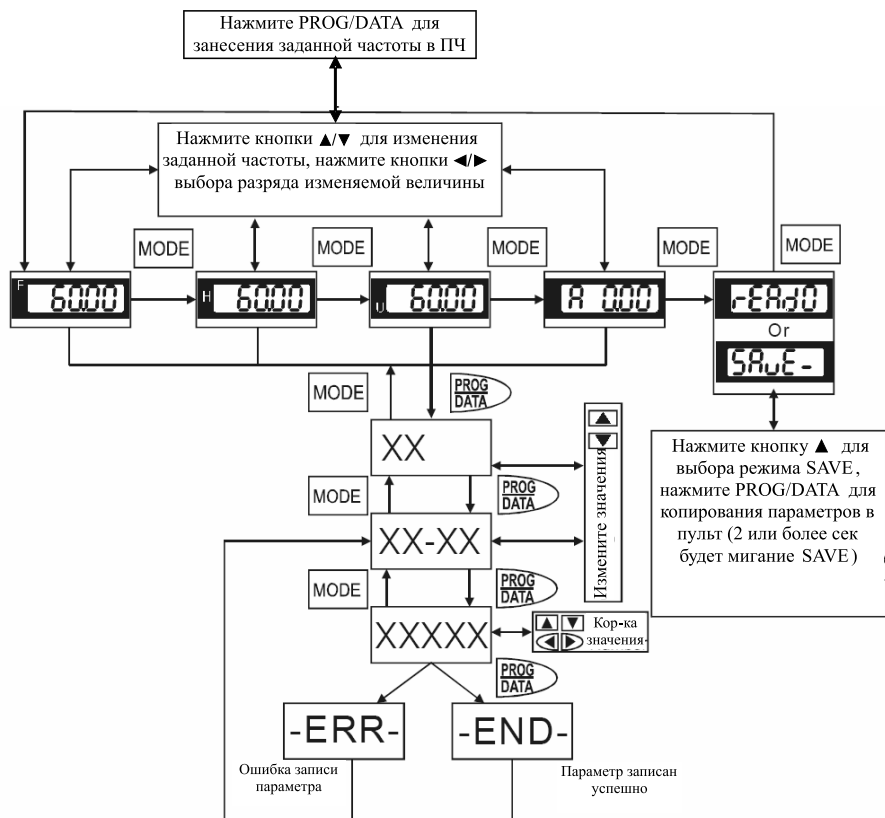 Нажмите PROG/DATA для
занесения заданной частоты в ПЧ
Нажмите кнопки ▲/▼ для изменения
заданной частоты, нажмите кнопки ◀/▶
выбора разряда изменяемой величины
MODE
MODE
MODE
MODE
MODE
F 60.00
H 60.00
U 60.00
A 0.00
rEAd0
Or
SAvE-
MODE
PROG
DATA
XX
Нажмите кнопку ▲ для
выбора режима SAVE,
нажмите PROG/DATA для
копирования параметров в
пульт (2 или более сек
будет мигание SAVE)
▲
▼
Измените значения
MODE
PROG
DATA
XX-XX
MODE
PROG
DATA
XXXXX
▲ ▼ Кор-ка
◀ ▶ значения-
PROG
DATA
-ERR-
-END-
Ошибка записи
параметра
Параметр записан
успешно